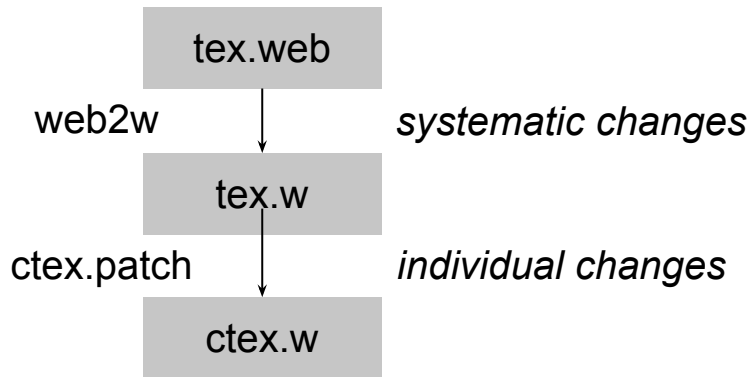 tex.web
web2w systematic changes
tex.w
ctex.patch individual changes
ctex.w